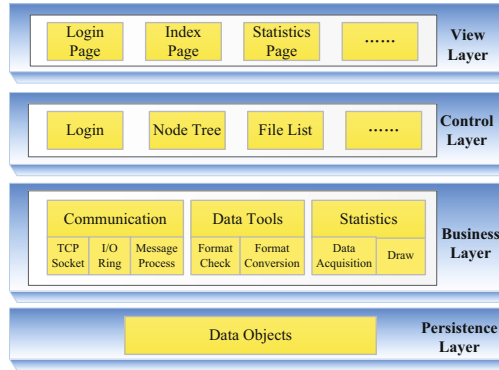 Login Page
Index Page
Statistics Page
......
View Layer
Login
Node Tree
File List
......
Control Layer
Communication
Data Tools
Statistics
TCP Socket
I/O Ring
Message Process
Format Check
Format Conversion
Data Acquisition
Draw
Business Layer
Data Objects
Persistence Layer